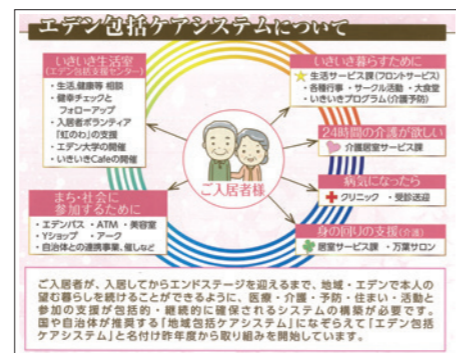 エデン包括ケアシステムについて
いきいき生活室
(エデン包括支援センター)
・生活、健康等 相談
・健幸チェックと
フォローアップ
・入居者ボランティア
「虹のわ」の支援
・エデン大学の開催
・いきいきCafeの開催
いきいき暮らすために
生活サービス課(フロントサービス)
・各種行事 ・サークル活動 ・大食堂
・いきいきプログラム(介護予防)
24時間の介護が欲しい
介護居室サービス課
病気になったら
クリニック ・受診送迎
身の回りの支援(介護)
居室サービス課 ・万葉サロン
まち・社会に
参加するために
・エデンバス ・ATM ・美容室
・Yショップ ・アーク
・自治体との連携事業、催しなど
ご入居者様
ご入居者が、入居してからエンドステージを迎えるまで、地域・エデンで本人の
望む暮らしを続けることができるように、医療・介護・予防・住まい・活動と
参加の支援が包括的・継続的に確保されるシステムの構築が必要です。
国や自治体が推奨する「地域包括ケアシステム」になぞらえて「エデン包括
ケアシステム」と名付け昨年度から取り組みを開始しています。